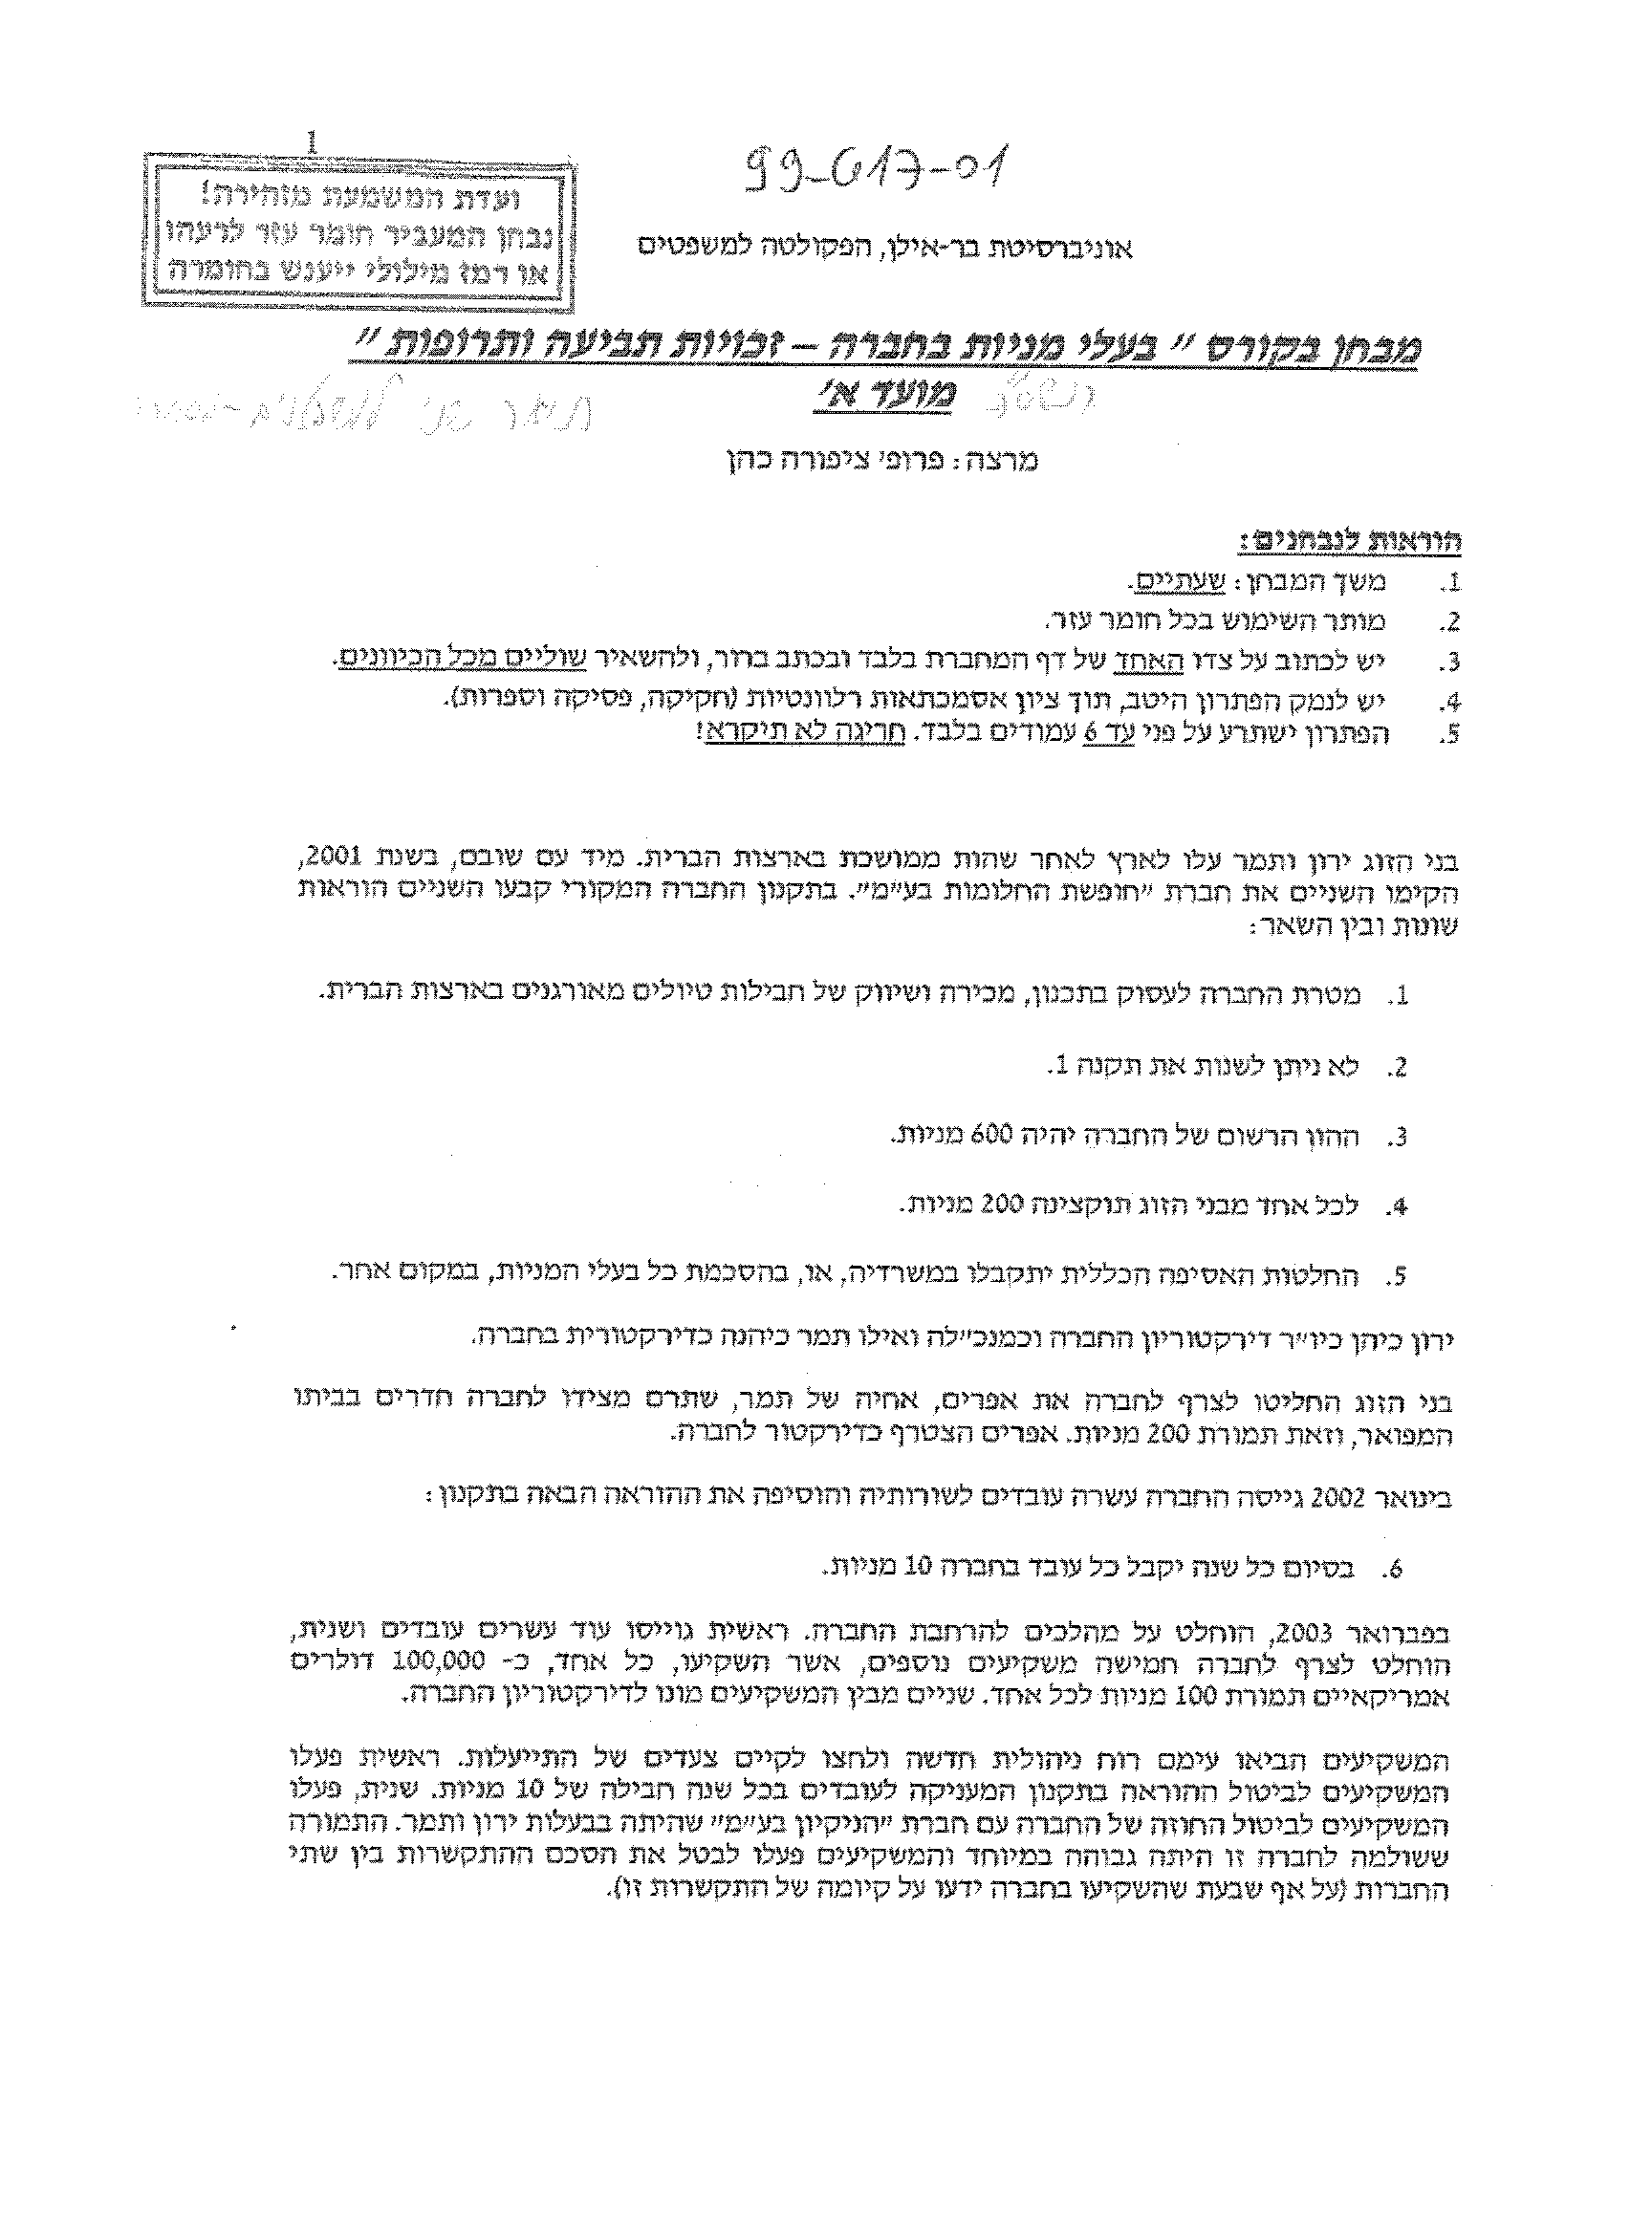 1
99-617-01
ועדת המשמעת מזהירה!
נבחן המעביר חומר עזר לרעהו
או רמז מילולי ייענש בחומרה
אוניברסיטת בר-אילן, הפקולטה למשפטים
מבחן בקורס " בעלי מניות בחברה – זכויות תביעה ותרופות "
מועד א'
תואר שני
מרצה: פרופ' ציפורה כהן
הוראות לנבחנים:
1. משך המבחן: שעתיים.
2. מותר השימוש בכל חומר עזר.
3. יש לכתוב על צדו האחד של דף המחברת בלבד ובכתב ברור, ולהשאיר שוליים מכל הכיוונים.
4. יש לנמק הפתרון היטב, תוך ציון אסמכתאות רלוונטיות (חקיקה, פסיקה וספרות).
5. הפתרון ישתרע על פני עד 6 עמודים בלבד. חריגה לא תיקרא!
בני הזוג ירון ותמר עלו לארץ לאחר שהות ממושכת בארצות הברית. מיד עם שובם, בשנת 2001,
הקימו השניים את חברת "חופשת החלומות בע"מ". בתקנון החברה המקורי קבעו השניים הוראות
שונות ובין השאר:
1. מטרת החברה לעסוק בתכנון, מכירה ושיווק של חבילות טיולים מאורגנים בארצות הברית.
2. לא ניתן לשנות את תקנה 1.
3. ההון הרשום של החברה יהיה 600 מניות.
4. לכל אחד מבני הזוג תוקצינה 200 מניות.
5. החלטות האסיפה הכללית יתקבלו במשרדיה, או, בהסכמת כל בעלי המניות, במקום אחר.
ירון כיהן כיו"ר דירקטוריון החברה וכמנכ"לה ואילו תמר כיהנה כדירקטורית בחברה.
בני הזוג החליטו לצרף לחברה את אפרים, אחיה של תמר, שתרם מצידו לחברה חדרים בביתו
המפואר, וזאת תמורת 200 מניות. אפרים הצטרף כדירקטור לחברה.
בינואר 2002 גייסה החברה עשרה עובדים לשורותיה והוסיפה את ההוראה הבאה בתקנון:
6. בסיום כל שנה יקבל כל עובד בחברה 10 מניות.
בפברואר 2003, הוחלט על מהלכים להרחבת החברה. ראשית גוייסו עוד עשרים עובדים ושנית,
הוחלט לצרף לחברה חמישה משקיעים נוספים, אשר השקיעו, כל אחד, כ- 100,000 דולרים
אמריקאיים תמורת 100 מניות לכל אחד. שניים מבין המשקיעים מונו לדירקטוריון החברה.
המשקיעים הביאו עימם רוח ניהולית חדשה ולחצו לקיים צעדים של התייעלות. ראשית פעלו
המשקיעים לביטול ההוראה בתקנון המעניקה לעובדים בכל שנה חבילה של 10 מניות. שנית, פעלו
המשקיעים לביטול החוזה של החברה עם חברת "הניקיון בע"מ" שהיתה בבעלות ירון ותמר. התמורה
ששולמה לחברה זו היתה גבוהה במיוחד והמשקיעים פעלו לבטל את הסכם ההתקשרות בין שתי
החברות (על אף שבעת שהשקיעו בחברה ידעו על קיומה של התקשרות זו).